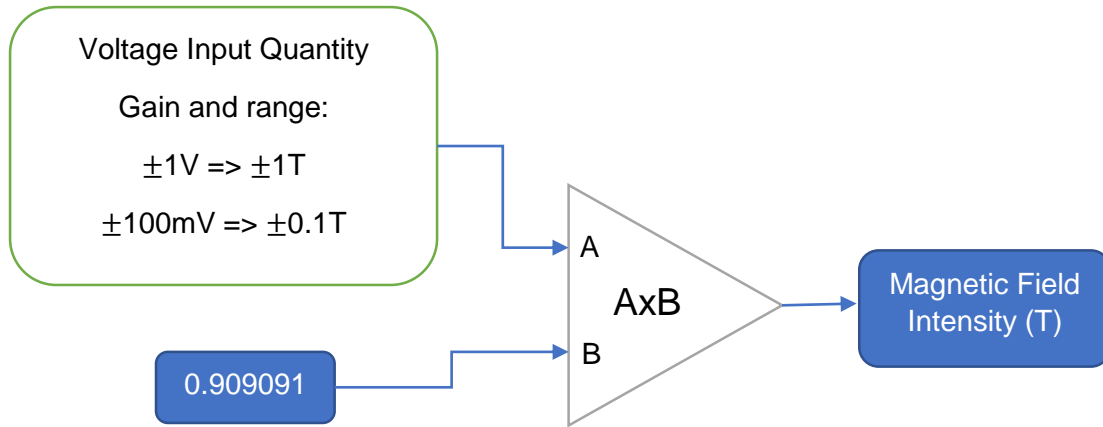 Voltage Input Quantity
Gain and range:
±1V => ±1T
±100mV => ±0.1T
A
AxB
B
0.909091
Magnetic Field
Intensity (T)